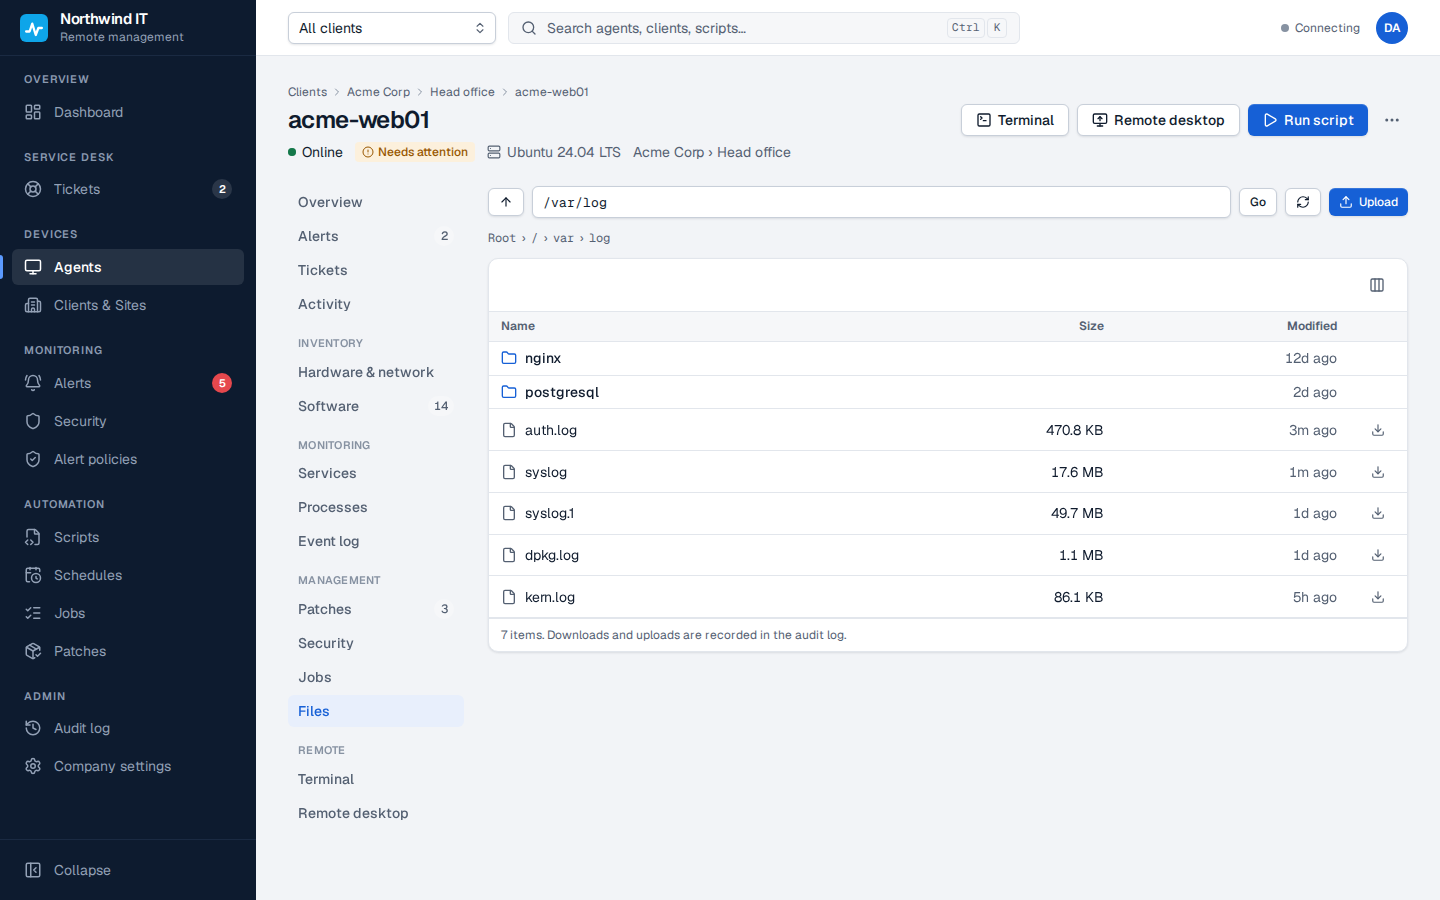 Northwind IT
Remote management
OVERVIEW
Dashboard
SERVICE DESK
Tickets 2
DEVICES
Agents
Clients & Sites
MONITORING
Alerts 5
Security
Alert policies
AUTOMATION
Scripts
Schedules
Jobs
Patches
ADMIN
Audit log
Company settings
Collapse
All clients
Search agents, clients, scripts... Ctrl K
Connecting DA
Clients › Acme Corp › Head office › acme-web01
acme-web01
Terminal Remote desktop Run script
Online Needs attention Ubuntu 24.04 LTS Acme Corp › Head office
Overview
Alerts 2
Tickets
Activity
INVENTORY
Hardware & network
Software 14
MONITORING
Services
Processes
Event log
MANAGEMENT
Patches 3
Security
Jobs
Files
REMOTE
Terminal
Remote desktop
/var/log Go Upload
Root › / › var › log
Name Size Modified
nginx 12d ago
postgresql 2d ago
auth.log 470.8 KB 3m ago
syslog 17.6 MB 1m ago
syslog.1 49.7 MB 1d ago
dpkg.log 1.1 MB 1d ago
kern.log 86.1 KB 5h ago
7 items. Downloads and uploads are recorded in the audit log.